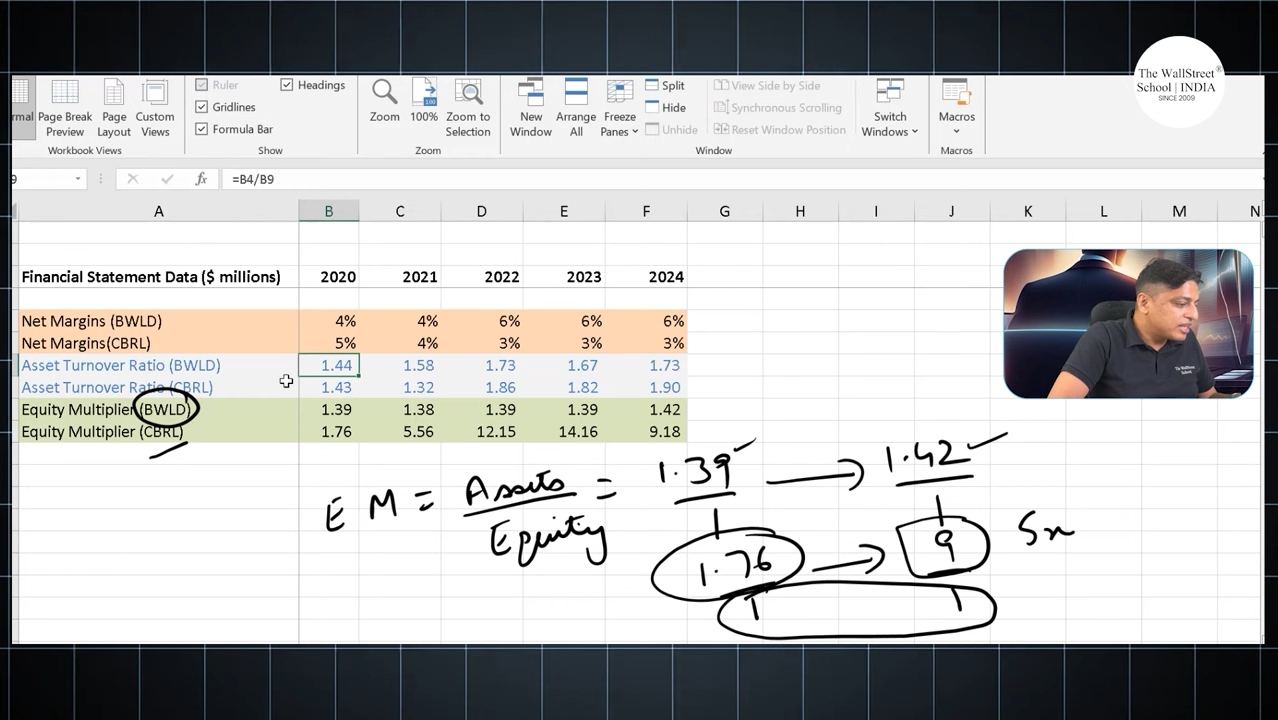 The WallStreet®
School | INDIA
SINCE 2009
Ruler Headings
Gridlines
Formula Bar
Page Break Preview
Page Layout
Custom Views
Workbook Views
Show
Zoom
100%
Zoom to Selection
Zoom
New Window
Arrange All
Freeze Panes
Split
Hide
Unhide
View Side by Side
Synchronous Scrolling
Reset Window Position
Window
Switch Windows
Macros
Macros
fx =B4/B9
A B C D E F G H I J K L M N
Financial Statement Data ($ millions) 2020 2021 2022 2023 2024
Net Margins (BWLD) 4% 4% 6% 6% 6%
Net Margins(CBRL) 5% 4% 3% 3% 3%
Asset Turnover Ratio (BWLD) 1.44 1.58 1.73 1.67 1.73
Asset Turnover Ratio (CBRL) 1.43 1.32 1.86 1.82 1.90
Equity Multiplier (BWLD) 1.39 1.38 1.39 1.39 1.42
Equity Multiplier (CBRL) 1.76 5.56 12.15 14.16 9.18
EM = Assets = 1.39 → 1.42
Equity 1.76 → 9 5x
The WallStreet
School